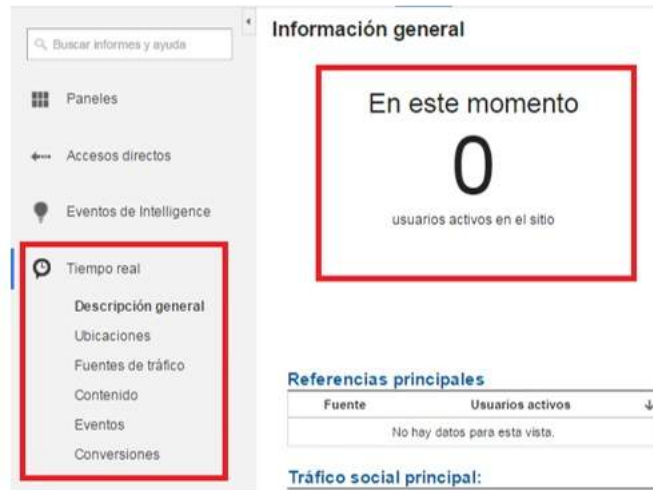 Buscar informes y ayuda
Paneles
Accesos directos
Eventos de Intelligence
Tiempo real
Descripción general
Ubicaciones
Fuentes de tráfico
Contenido
Eventos
Conversiones
Información general
En este momento
0
usuarios activos en el sitio
Referencias principales
Fuente Usuarios activos
No hay datos para esta vista.
Tráfico social principal: